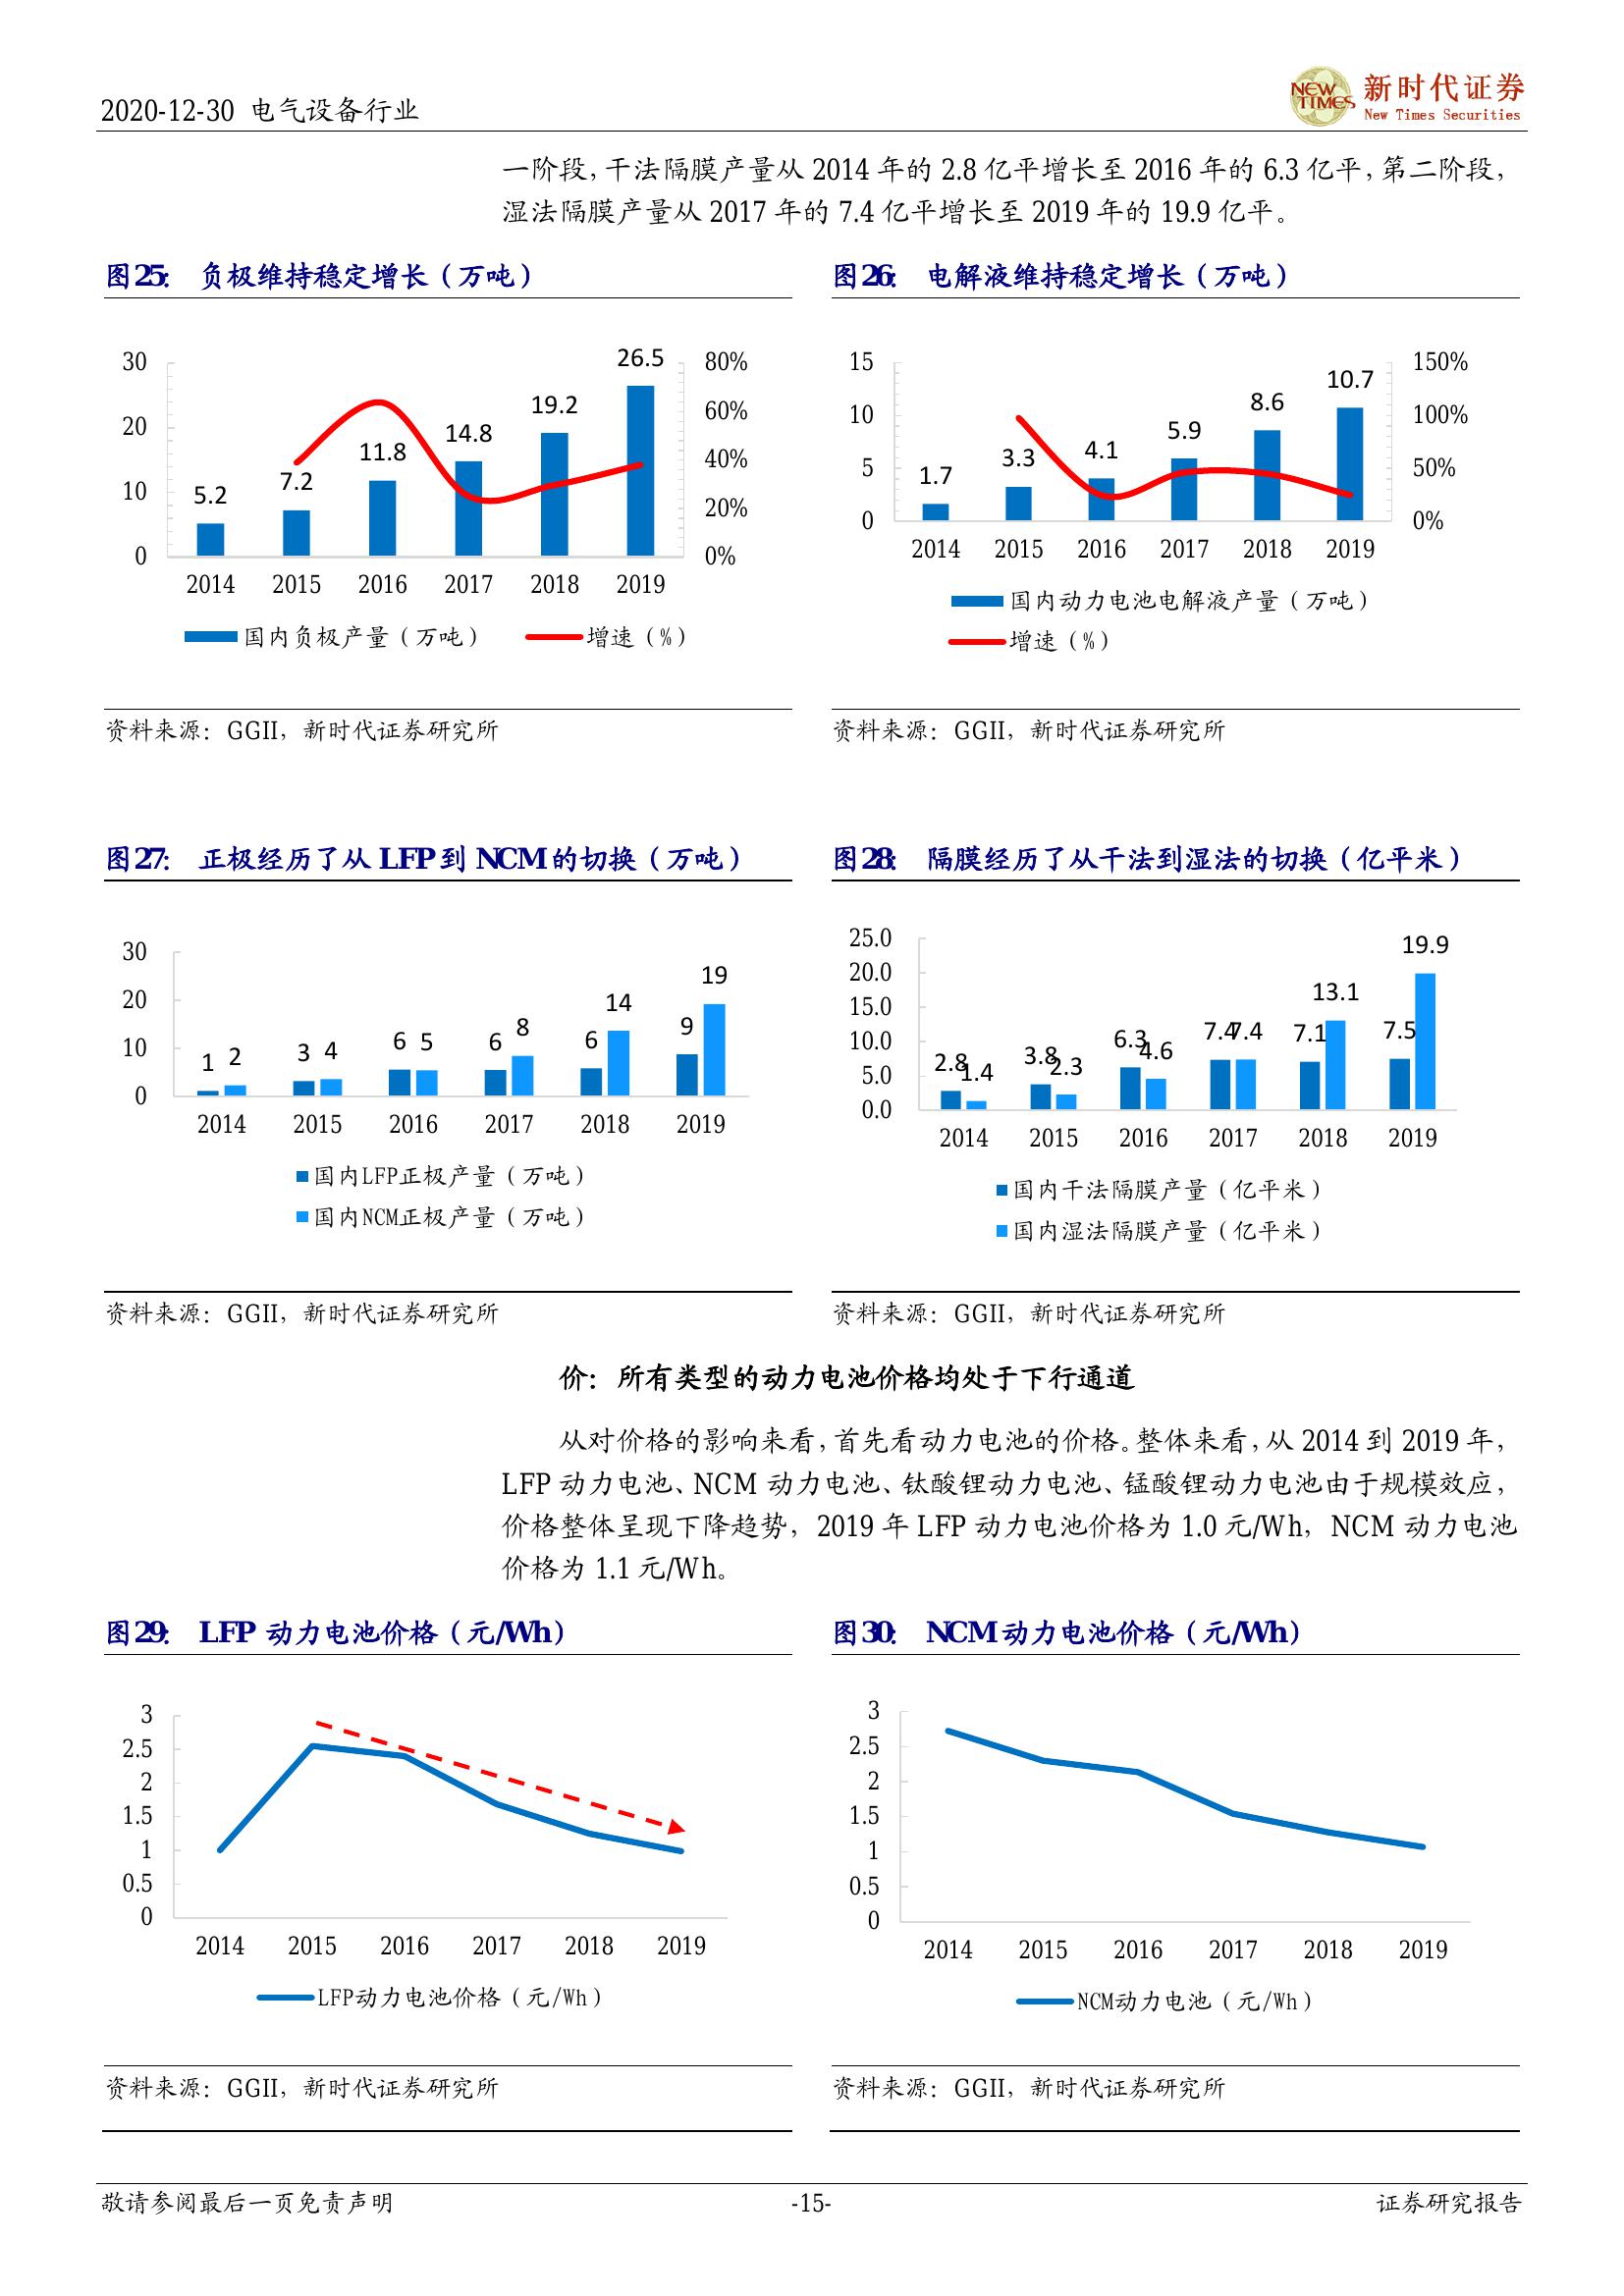 2020-12-30 电气设备行业
NEW TIMES
新时代证券
New Times Securities
一阶段，干法隔膜产量从 2014 年的 2.8 亿平增长至 2016 年的 6.3 亿平，第二阶段，
湿法隔膜产量从 2017 年的 7.4 亿平增长至 2019 年的 19.9 亿平。
图25： 负极维持稳定增长（万吨）
30
20
10
0
80%
60%
40%
20%
0%
5.2
7.2
11.8
14.8
19.2
26.5
2014 2015 2016 2017 2018 2019
国内负极产量（万吨） 增速（%）
资料来源：GGII，新时代证券研究所
图26： 电解液维持稳定增长（万吨）
15
10
5
0
150%
100%
50%
0%
1.7
3.3
4.1
5.9
8.6
10.7
2014 2015 2016 2017 2018 2019
国内动力电池电解液产量（万吨）
增速（%）
资料来源：GGII，新时代证券研究所
图27： 正极经历了从 LFP 到 NCM 的切换（万吨）
30
20
10
0
1 2
3 4
6 5
6 8
6 14
9 19
2014 2015 2016 2017 2018 2019
国内LFP正极产量（万吨）
国内NCM正极产量（万吨）
资料来源：GGII，新时代证券研究所
图28： 隔膜经历了从干法到湿法的切换（亿平米）
25.0
20.0
15.0
10.0
5.0
0.0
2.8 1.4
3.8 2.3
6.3 4.6
7.4 7.4
7.1 13.1
7.5 19.9
2014 2015 2016 2017 2018 2019
国内干法隔膜产量（亿平米）
国内湿法隔膜产量（亿平米）
资料来源：GGII，新时代证券研究所
价：所有类型的动力电池价格均处于下行通道
从对价格的影响来看，首先看动力电池的价格。整体来看，从 2014 到 2019 年，
LFP 动力电池、NCM 动力电池、钛酸锂动力电池、锰酸锂动力电池由于规模效应，
价格整体呈现下降趋势，2019 年 LFP 动力电池价格为 1.0 元/Wh，NCM 动力电池
价格为 1.1 元/Wh。
图29： LFP 动力电池价格（元/Wh）
3
2.5
2
1.5
1
0.5
0
2014 2015 2016 2017 2018 2019
LFP动力电池价格（元/Wh）
资料来源：GGII，新时代证券研究所
图30： NCM 动力电池价格（元/Wh）
3
2.5
2
1.5
1
0.5
0
2014 2015 2016 2017 2018 2019
NCM动力电池（元/Wh）
资料来源：GGII，新时代证券研究所
敬请参阅最后一页免责声明
-15-
证券研究报告